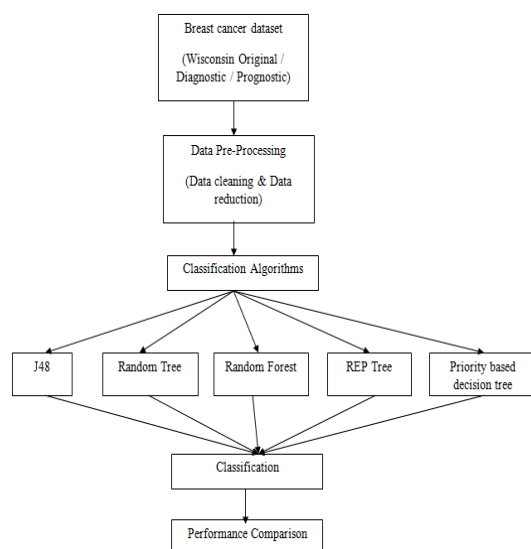 Breast cancer dataset
(Wisconsin Original /
Diagnostic / Prognostic)
Data Pre-Processing
(Data cleaning & Data
reduction)
Classification Algorithms
J48
Random Tree
Random Forest
REP Tree
Priority based
decision tree
Classification
Performance Comparison